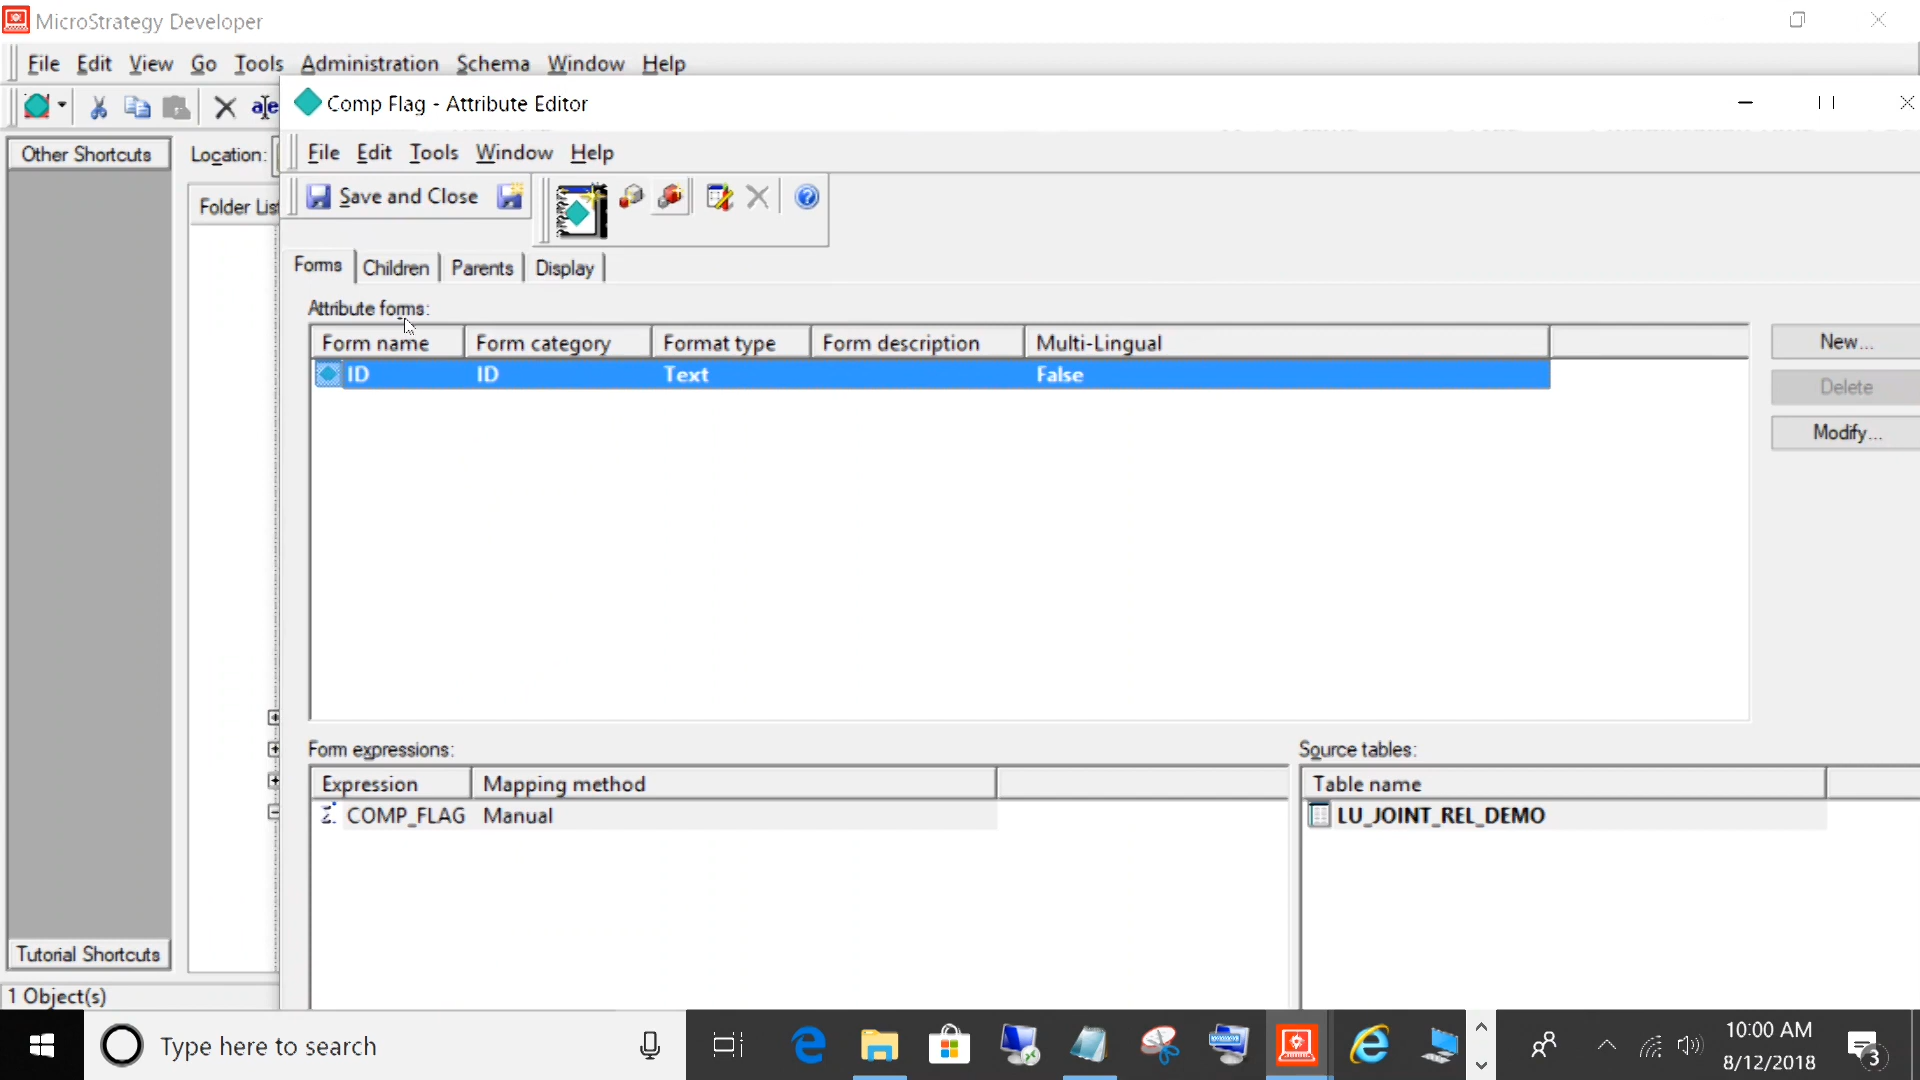 MicroStrategy Developer
File Edit View Go Tools Administration Schema Window Help
Comp Flag - Attribute Editor
Other Shortcuts
Location:
File Edit Tools Window Help
Save and Close
Folder List
Forms Children Parents Display
Attribute forms:
Form name Form category Format type Form description Multi-Lingual
New...
ID ID Text False
Delete
Modify...
Form expressions:
Source tables:
Expression Mapping method
Table name
COMP_FLAG Manual
LU_JOINT_REL_DEMO
Tutorial Shortcuts
1 Object(s)
Type here to search
10:00 AM
8/12/2018
3